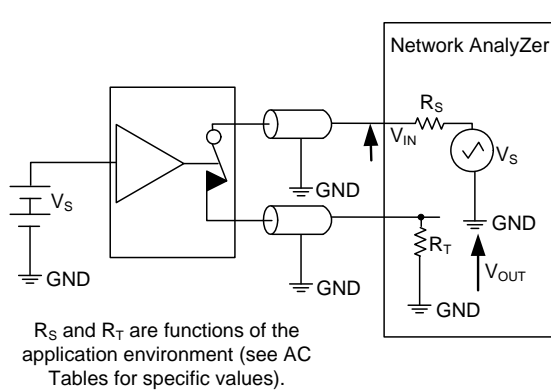 Network AnalyZer
R_S
V_IN
V_S
V_S
GND
GND
R_T
GND
V_OUT
GND
GND
R_S and R_T are functions of the
application environment (see AC
Tables for specific values).